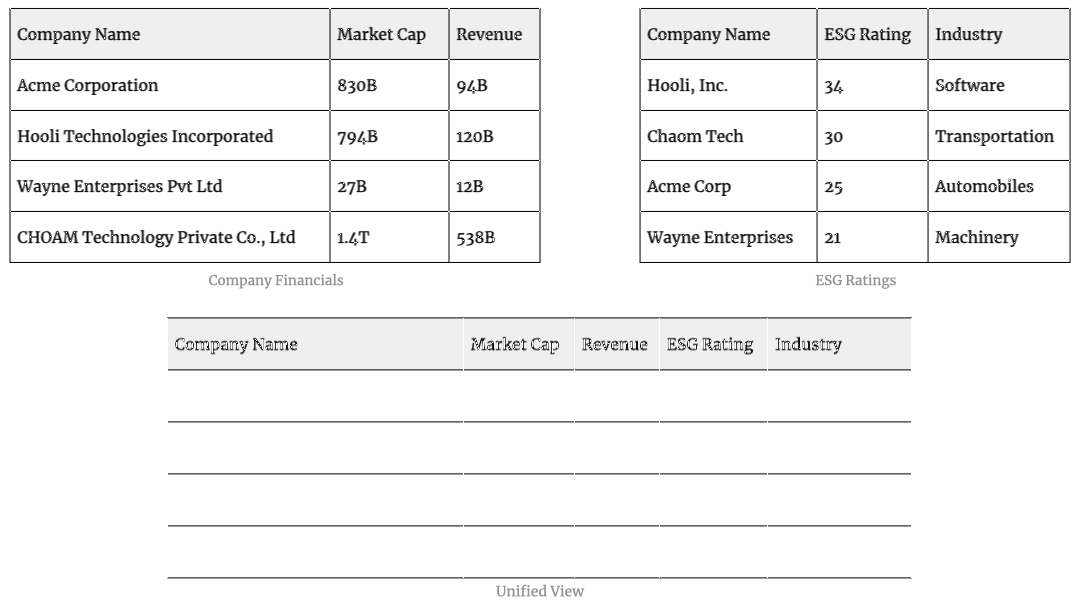 Company Name Market Cap Revenue
Acme Corporation 830B 94B
Hooli Technologies Incorporated 794B 120B
Wayne Enterprises Pvt Ltd 27B 12B
CHOAM Technology Private Co., Ltd 1.4T 538B
Company Financials
Company Name ESG Rating Industry
Hooli, Inc. 34 Software
Chaom Tech 30 Transportation
Acme Corp 25 Automobiles
Wayne Enterprises 21 Machinery
ESG Ratings
Company Name Market Cap Revenue ESG Rating Industry
Unified View